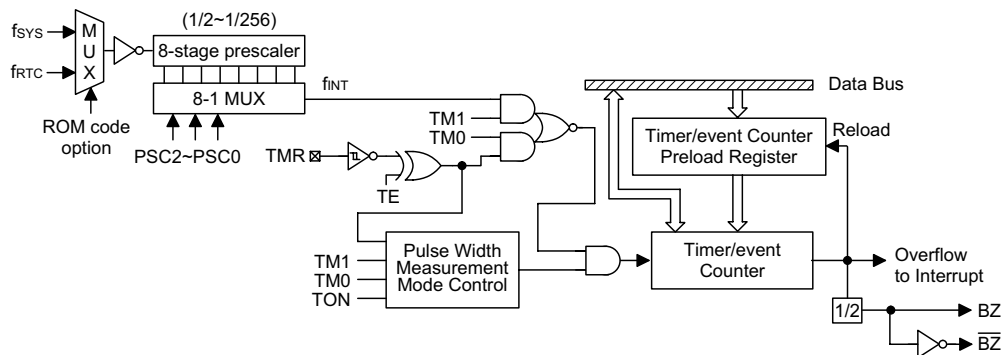 fSYS
fRTC
MUX
ROM code
option
(1/2~1/256)
8-stage prescaler
8-1 MUX
PSC2~PSC0
fINT
TM1
TM0
TMR
TE
TM1
TM0
TON
Pulse Width
Measurement
Mode Control
Data Bus
Timer/event Counter
Preload Register
Reload
Timer/event
Counter
Overflow
to Interrupt
1/2
BZ
B̅Z̅